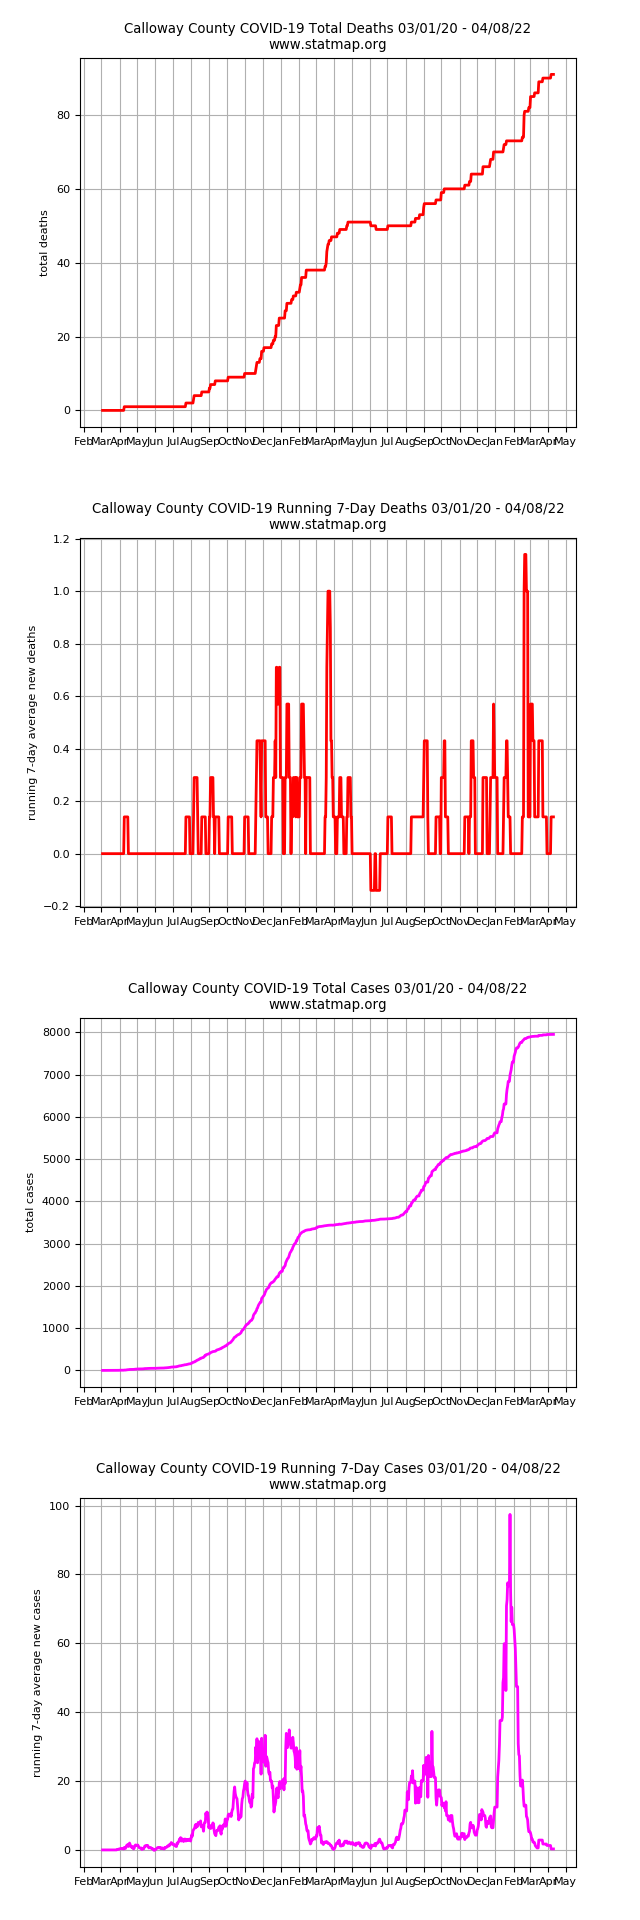 Calloway County COVID-19 Total Deaths 03/01/20 - 04/08/22
www.statmap.org
80
60
40
20
0
total deaths
Feb Mar Apr May Jun Jul Aug Sep Oct Nov Dec Jan Feb Mar Apr May Jun Jul Aug Sep Oct Nov Dec Jan Feb Mar Apr May
Calloway County COVID-19 Running 7-Day Deaths 03/01/20 - 04/08/22
www.statmap.org
1.2
1.0
0.8
0.6
0.4
0.2
0.0
−0.2
running 7-day average new deaths
Feb Mar Apr May Jun Jul Aug Sep Oct Nov Dec Jan Feb Mar Apr May Jun Jul Aug Sep Oct Nov Dec Jan Feb Mar Apr May
Calloway County COVID-19 Total Cases 03/01/20 - 04/08/22
www.statmap.org
8000
7000
6000
5000
4000
3000
2000
1000
0
total cases
Feb Mar Apr May Jun Jul Aug Sep Oct Nov Dec Jan Feb Mar Apr May Jun Jul Aug Sep Oct Nov Dec Jan Feb Mar Apr May
Calloway County COVID-19 Running 7-Day Cases 03/01/20 - 04/08/22
www.statmap.org
100
80
60
40
20
0
running 7-day average new cases
Feb Mar Apr May Jun Jul Aug Sep Oct Nov Dec Jan Feb Mar Apr May Jun Jul Aug Sep Oct Nov Dec Jan Feb Mar Apr May